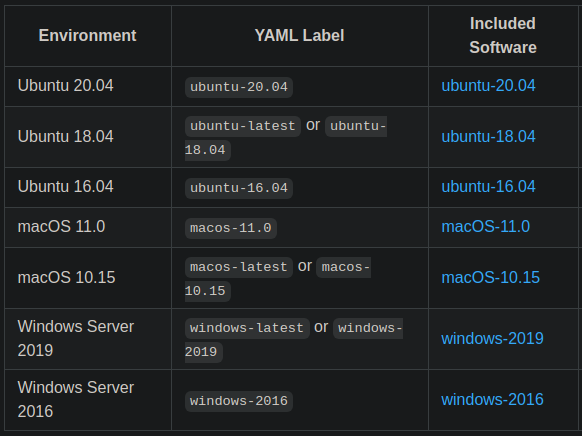 Environment YAML Label Included Software
Ubuntu 20.04 ubuntu-20.04 ubuntu-20.04
Ubuntu 18.04 ubuntu-latest or ubuntu-18.04 ubuntu-18.04
Ubuntu 16.04 ubuntu-16.04 ubuntu-16.04
macOS 11.0 macos-11.0 macOS-11.0
macOS 10.15 macos-latest or macos-10.15 macOS-10.15
Windows Server 2019 windows-latest or windows-2019 windows-2019
Windows Server 2016 windows-2016 windows-2016